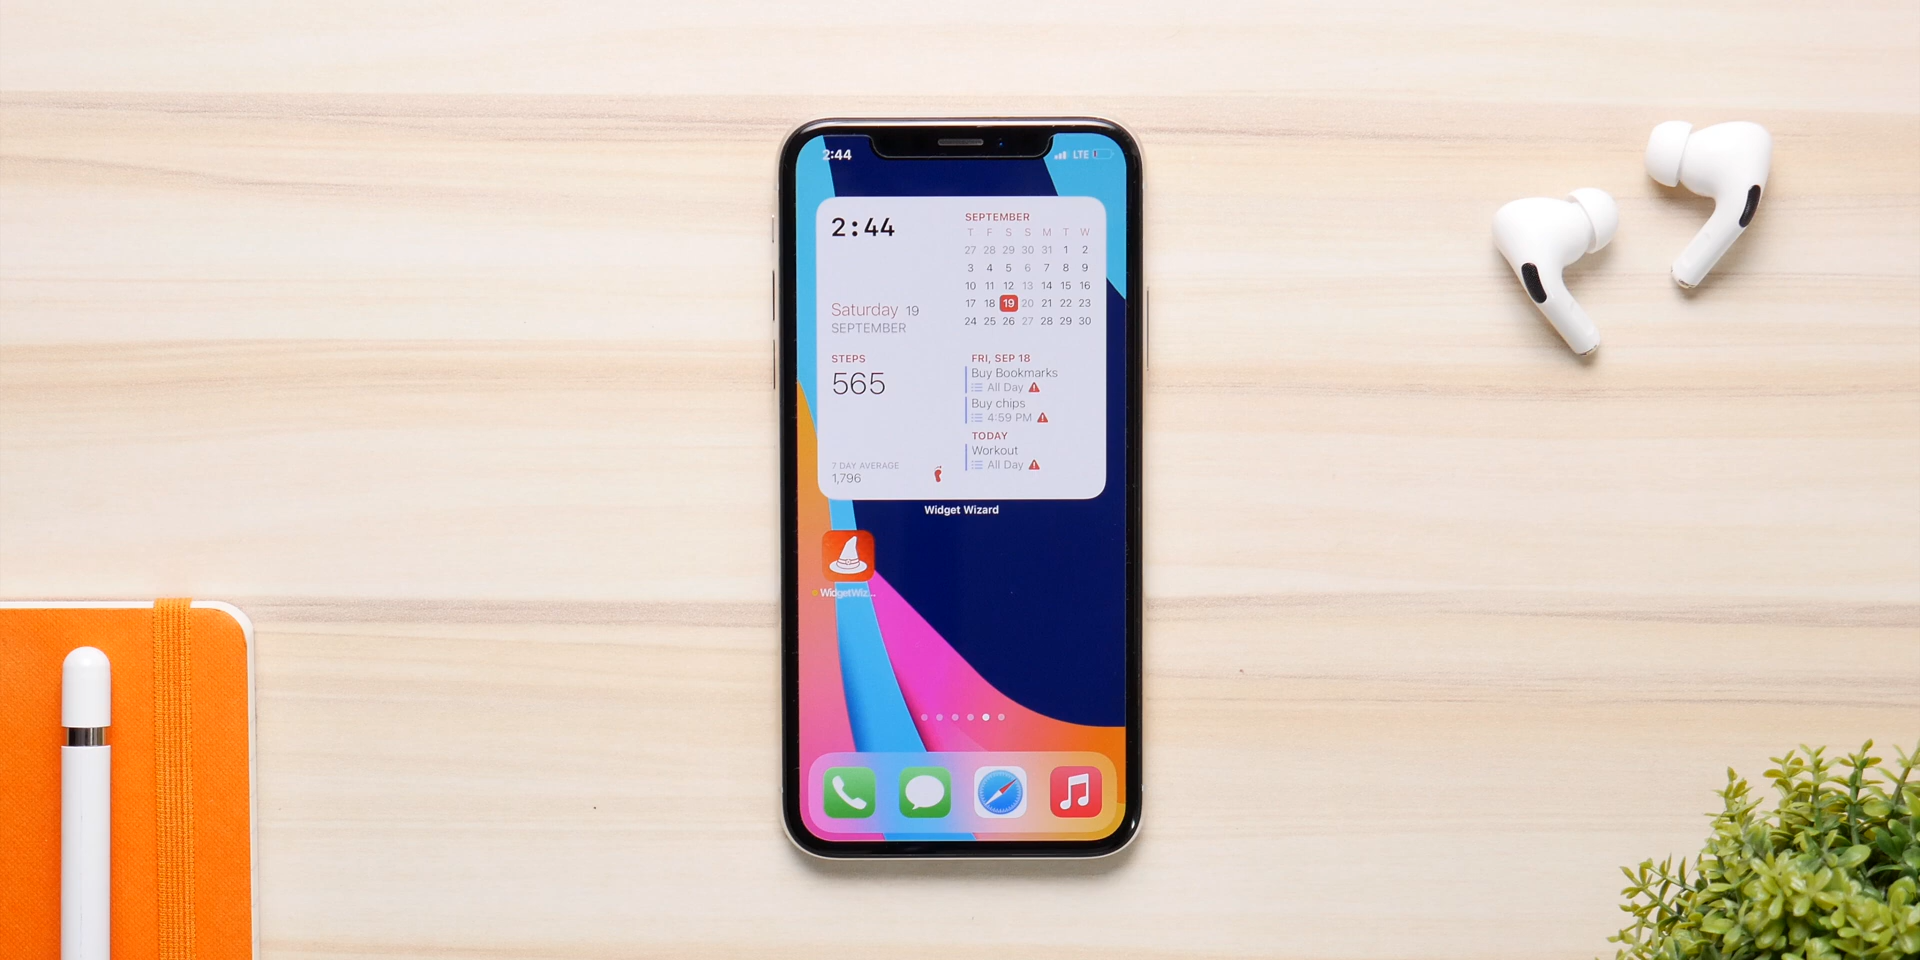 2:44
LTE
2:44
SEPTEMBER
T F S S M T W
27 28 29 30 31 1 2
3 4 5 6 7 8 9
10 11 12 13 14 15 16
17 18 19 20 21 22 23
24 25 26 27 28 29 30
Saturday 19
SEPTEMBER
STEPS
565
7 DAY AVERAGE
1,796
FRI, SEP 18
Buy Bookmarks
All Day
Buy chips
4:59 PM
TODAY
Workout
All Day
Widget Wizard
WidgetWiz...